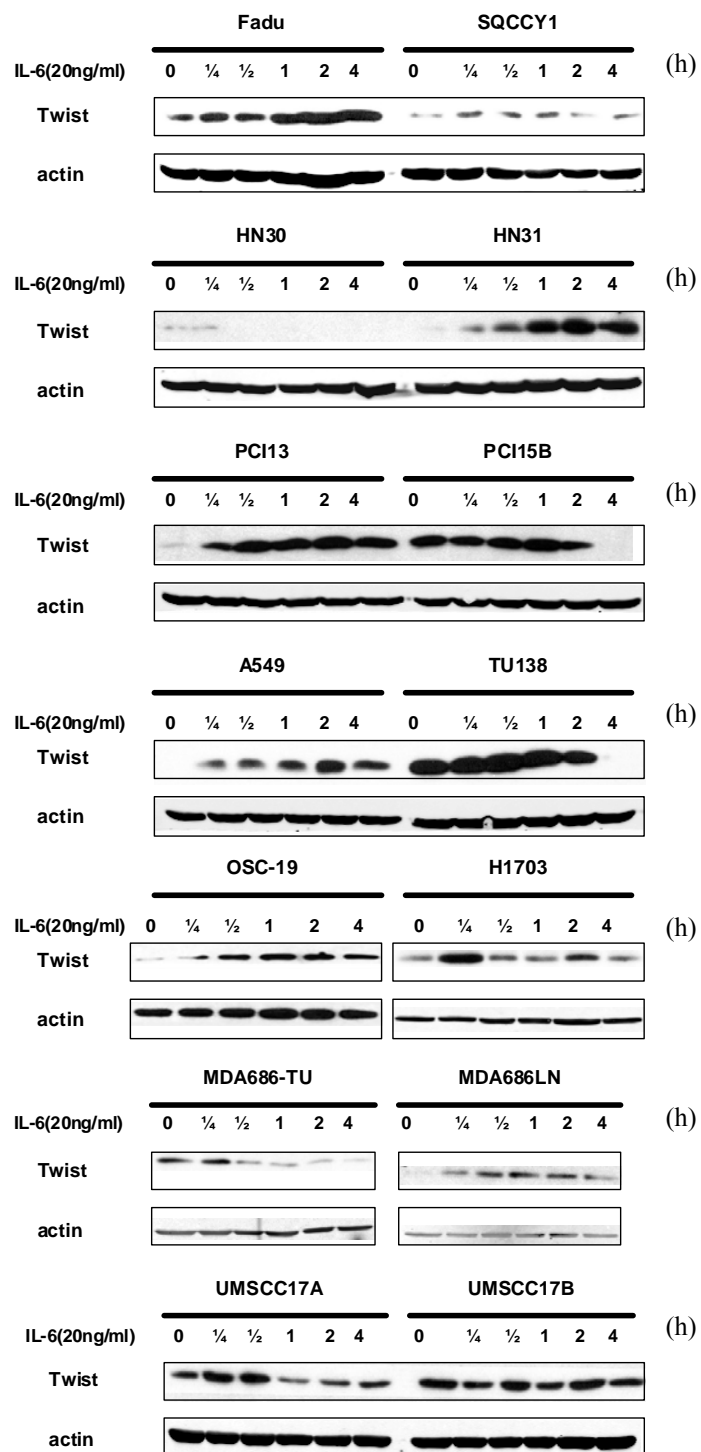 Fadu SQCCY1
IL-6(20ng/ml) 0 ¼ ½ 1 2 4 0 ¼ ½ 1 2 4 (h)
Twist
actin
HN30 HN31
IL-6(20ng/ml) 0 ¼ ½ 1 2 4 0 ¼ ½ 1 2 4 (h)
Twist
actin
PCI13 PCI15B
IL-6(20ng/ml) 0 ¼ ½ 1 2 4 0 ¼ ½ 1 2 4 (h)
Twist
actin
A549 TU138
IL-6(20ng/ml) 0 ¼ ½ 1 2 4 0 ¼ ½ 1 2 4 (h)
Twist
actin
OSC-19 H1703
IL-6(20ng/ml) 0 ¼ ½ 1 2 4 0 ¼ ½ 1 2 4 (h)
Twist
actin
MDA686-TU MDA686LN
IL-6(20ng/ml) 0 ¼ ½ 1 2 4 0 ¼ ½ 1 2 4 (h)
Twist
actin
UMSCC17A UMSCC17B
IL-6(20ng/ml) 0 ¼ ½ 1 2 4 0 ¼ ½ 1 2 4 (h)
Twist
actin